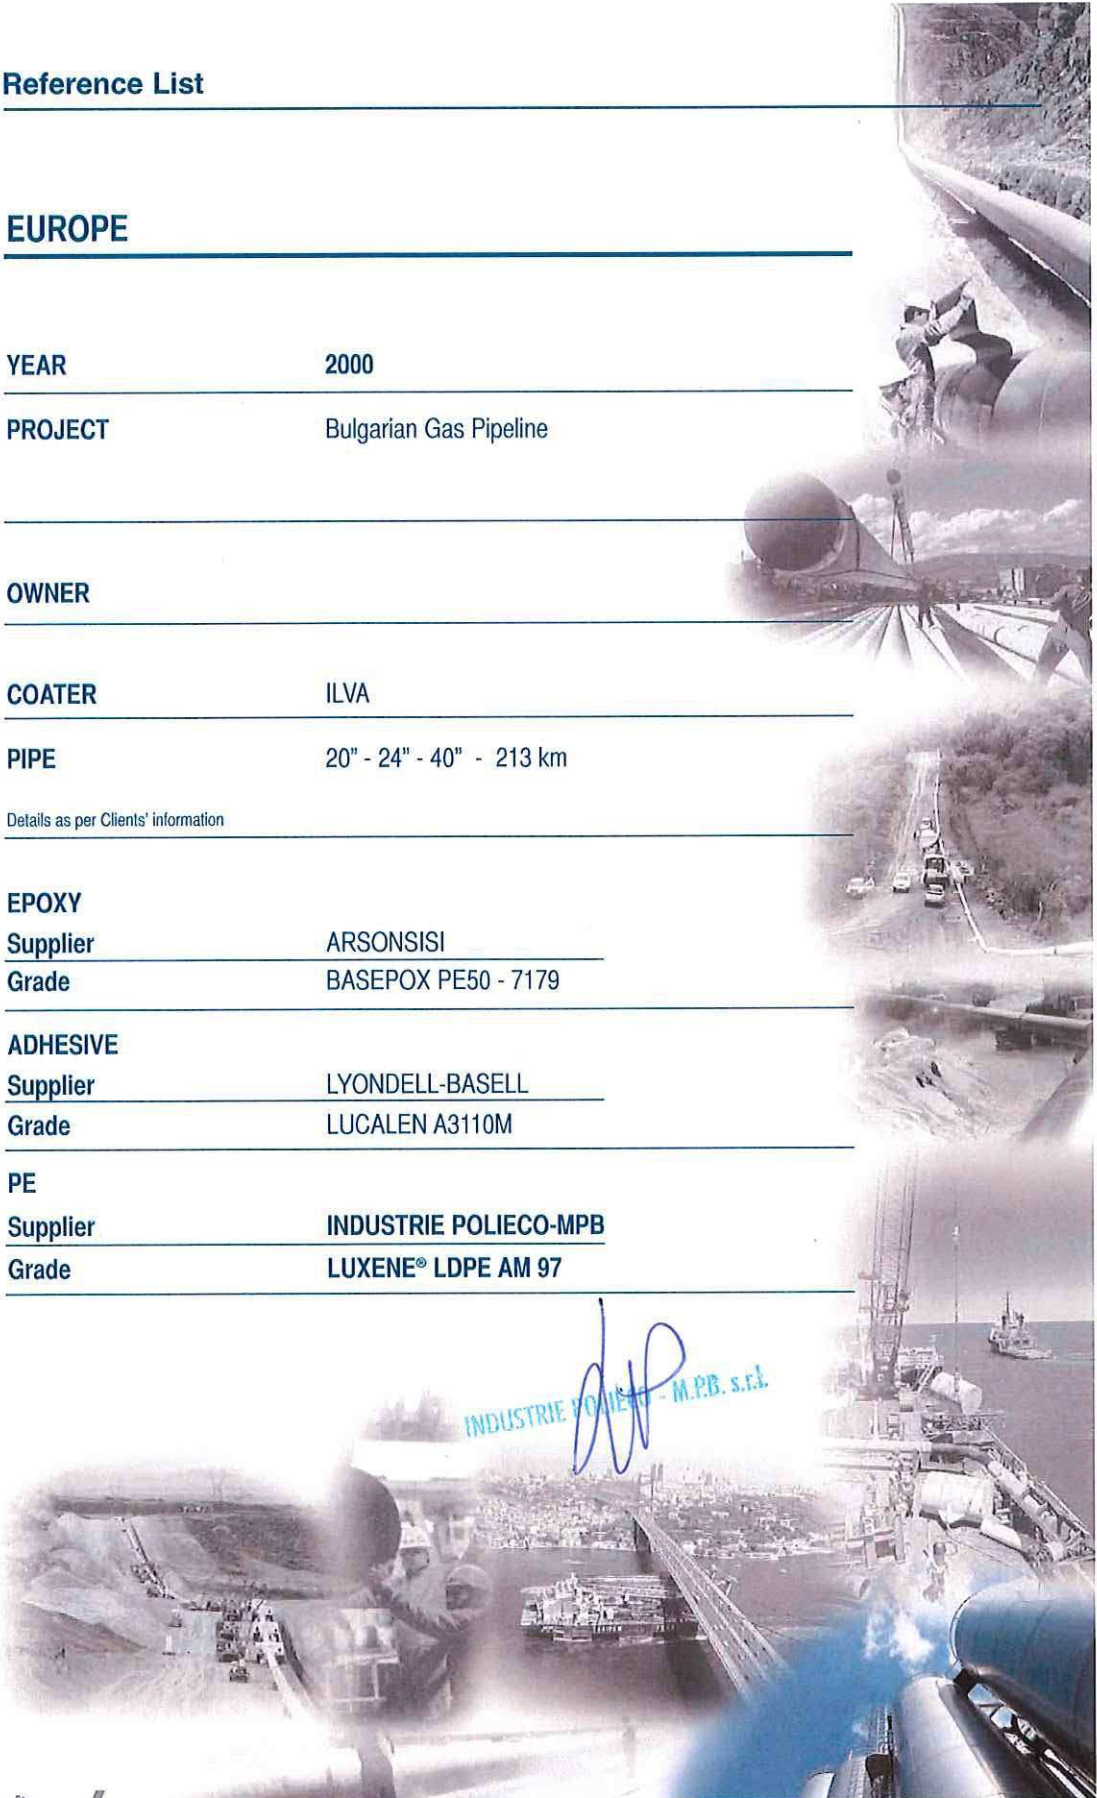 Reference List
EUROPE
YEAR 2000
PROJECT Bulgarian Gas Pipeline
OWNER
COATER ILVA
PIPE 20" - 24" - 40" - 213 km
Details as per Clients' information
EPOXY
Supplier ARSONSISI
Grade BASEPOX PE50 - 7179
ADHESIVE
Supplier LYONDELL-BASELL
Grade LUCALEN A3110M
PE
Supplier INDUSTRIE POLIECO-MPB
Grade LUXENE® LDPE AM 97
INDUSTRIE POLIECO - M.P.B. s.r.l.